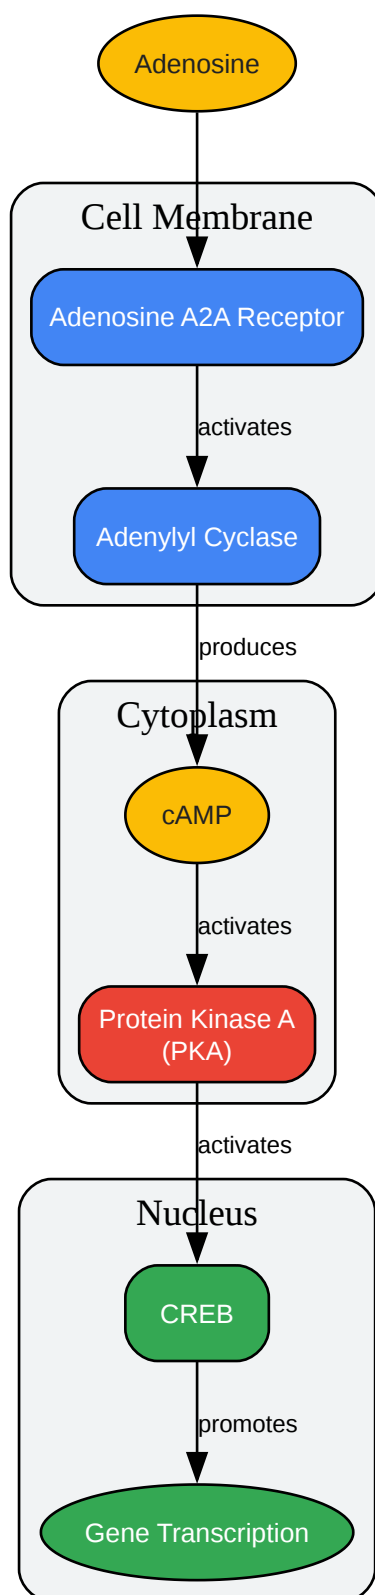 Adenosine
Cell Membrane
Adenosine A2A Receptor
activates
Adenylyl Cyclase
produces
Cytoplasm
cAMP
activates
Protein Kinase A
(PKA)
activates
Nucleus
CREB
promotes
Gene Transcription